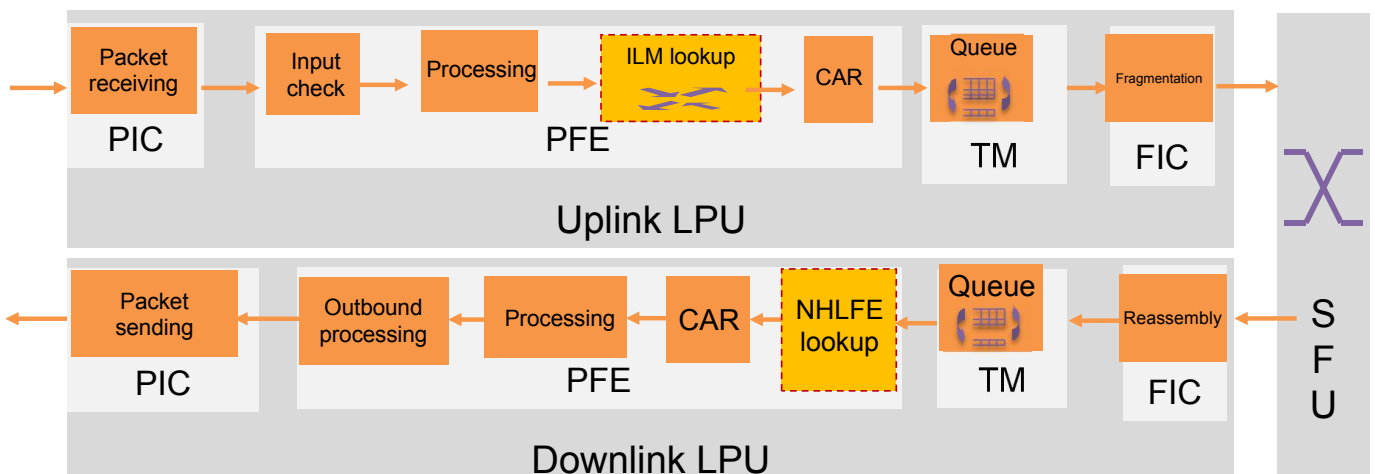 Packet
receiving
PIC
Input
check
Processing
ILM lookup
CAR
PFE
Queue
TM
Fragmentation
FIC
Uplink LPU
Packet
sending
PIC
Outbound
processing
Processing
CAR
NHLFE
lookup
PFE
Queue
TM
Reassembly
FIC
Downlink LPU
S
F
U